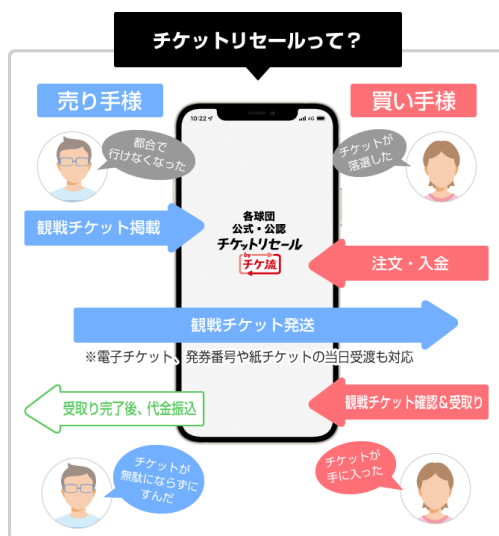 チケットリセールって？
売り手様
買い手様
都合で
行けなくなった
チケットが
落選した
10:22
4G
各球団
公式・公認
チケットリセール
by
チケ流
観戦チケット掲載
注文・入金
観戦チケット発送
※電子チケット、発券番号や紙チケットの当日受渡も対応
受取り完了後、代金振込
観戦チケット確認＆受取り
チケットが
無駄にならずに
すんだ
チケットが
手に入った